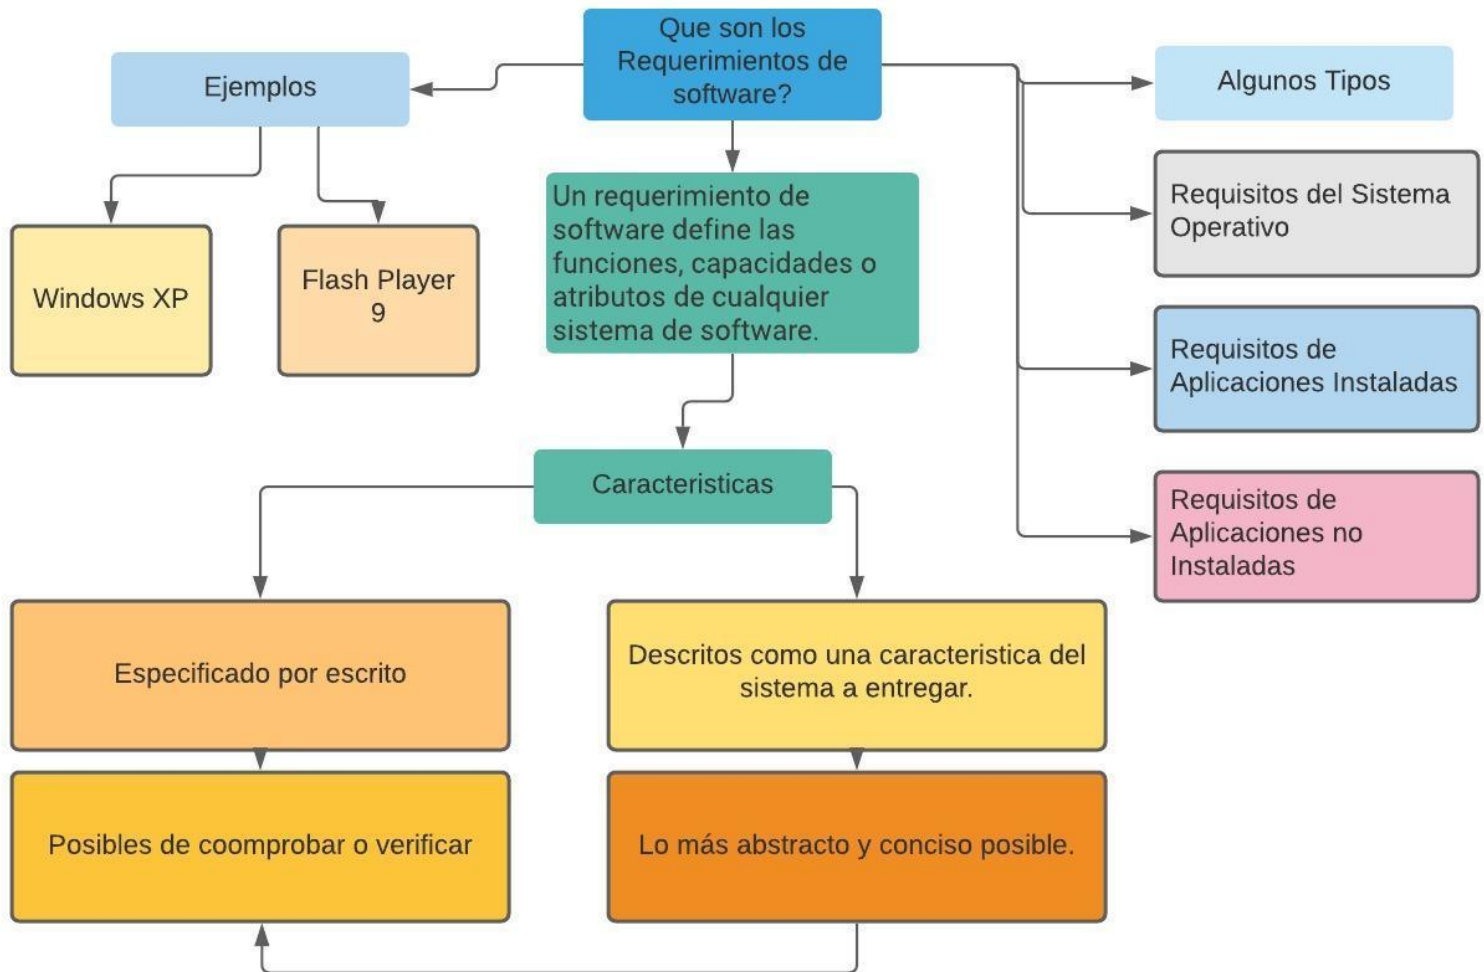 Que son los
Requerimientos de
software?
Ejemplos
Algunos Tipos
Windows XP
Flash Player
9
Un requerimiento de
software define las
funciones, capacidades o
atributos de cualquier
sistema de software.
Requisitos del Sistema
Operativo
Requisitos de
Aplicaciones Instaladas
Requisitos de
Aplicaciones no
Instaladas
Caracteristicas
Especificado por escrito
Descritos como una caracteristica del
sistema a entregar.
Posibles de coomprobar o verificar
Lo más abstracto y conciso posible.